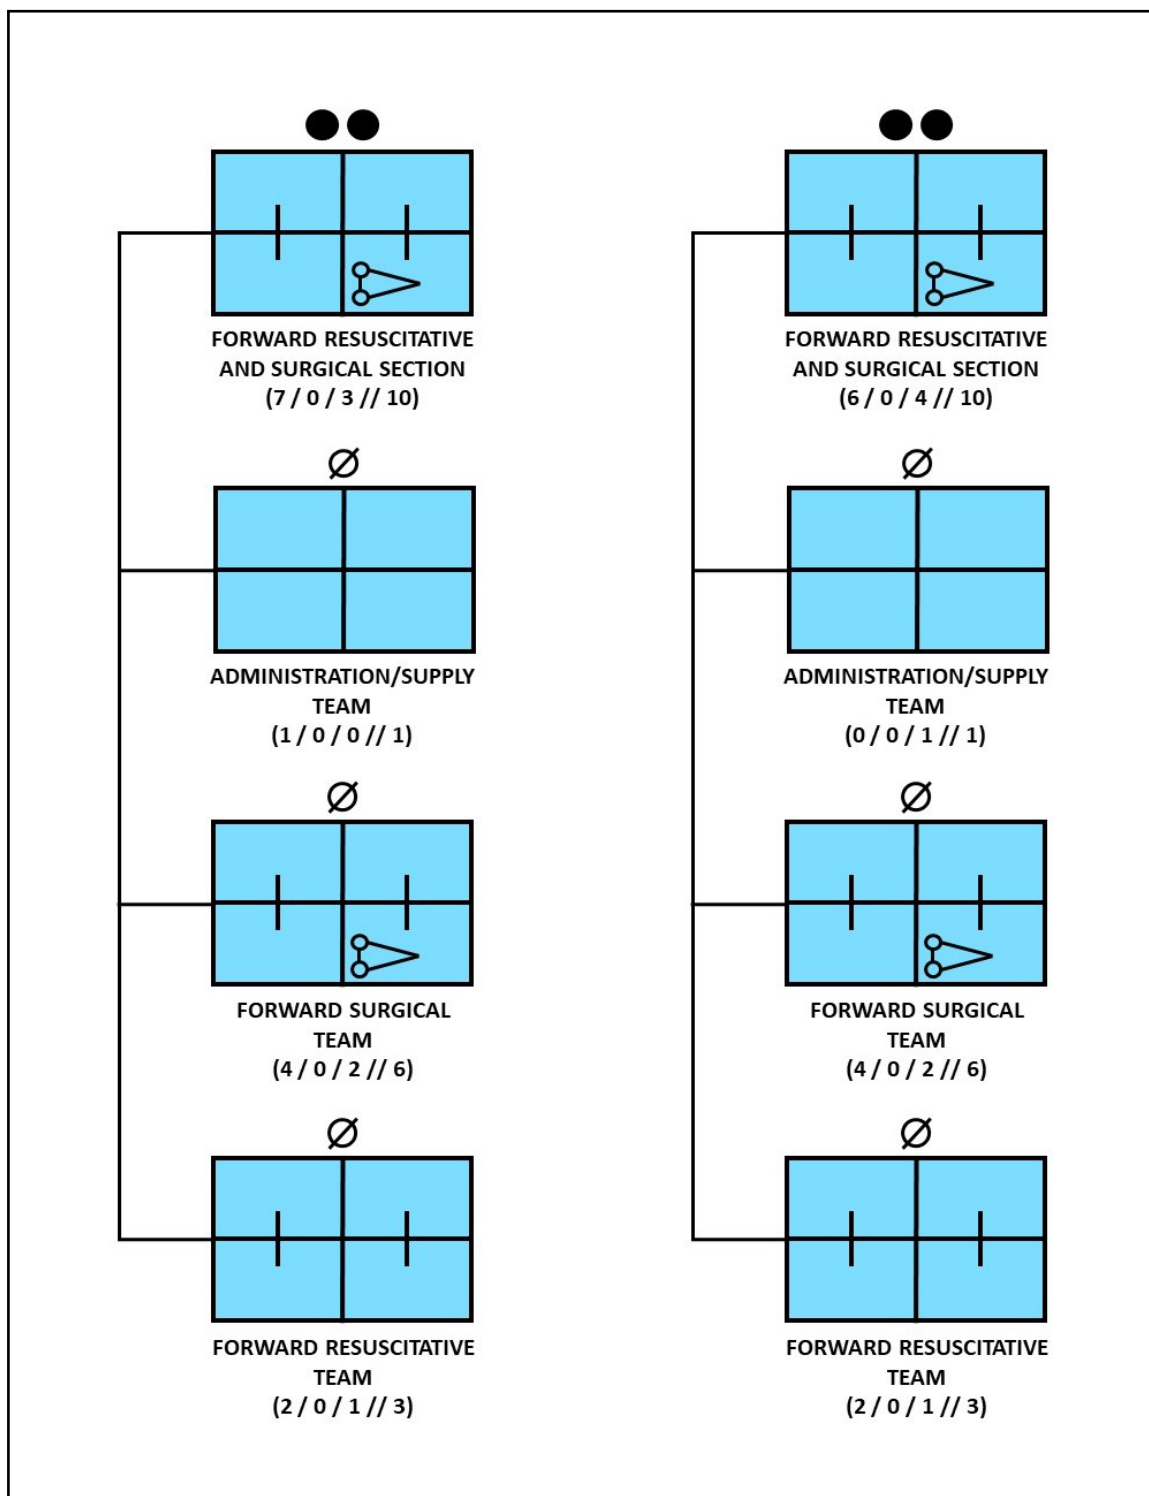 FORWARD RESUSCITATIVE
AND SURGICAL SECTION
(7 / 0 / 3 // 10)
ADMINISTRATION/SUPPLY
TEAM
(1 / 0 / 0 // 1)
FORWARD SURGICAL
TEAM
(4 / 0 / 2 // 6)
FORWARD RESUSCITATIVE
TEAM
(2 / 0 / 1 // 3)
FORWARD RESUSCITATIVE
AND SURGICAL SECTION
(6 / 0 / 4 // 10)
ADMINISTRATION/SUPPLY
TEAM
(0 / 0 / 1 // 1)
FORWARD SURGICAL
TEAM
(4 / 0 / 2 // 6)
FORWARD RESUSCITATIVE
TEAM
(2 / 0 / 1 // 3)